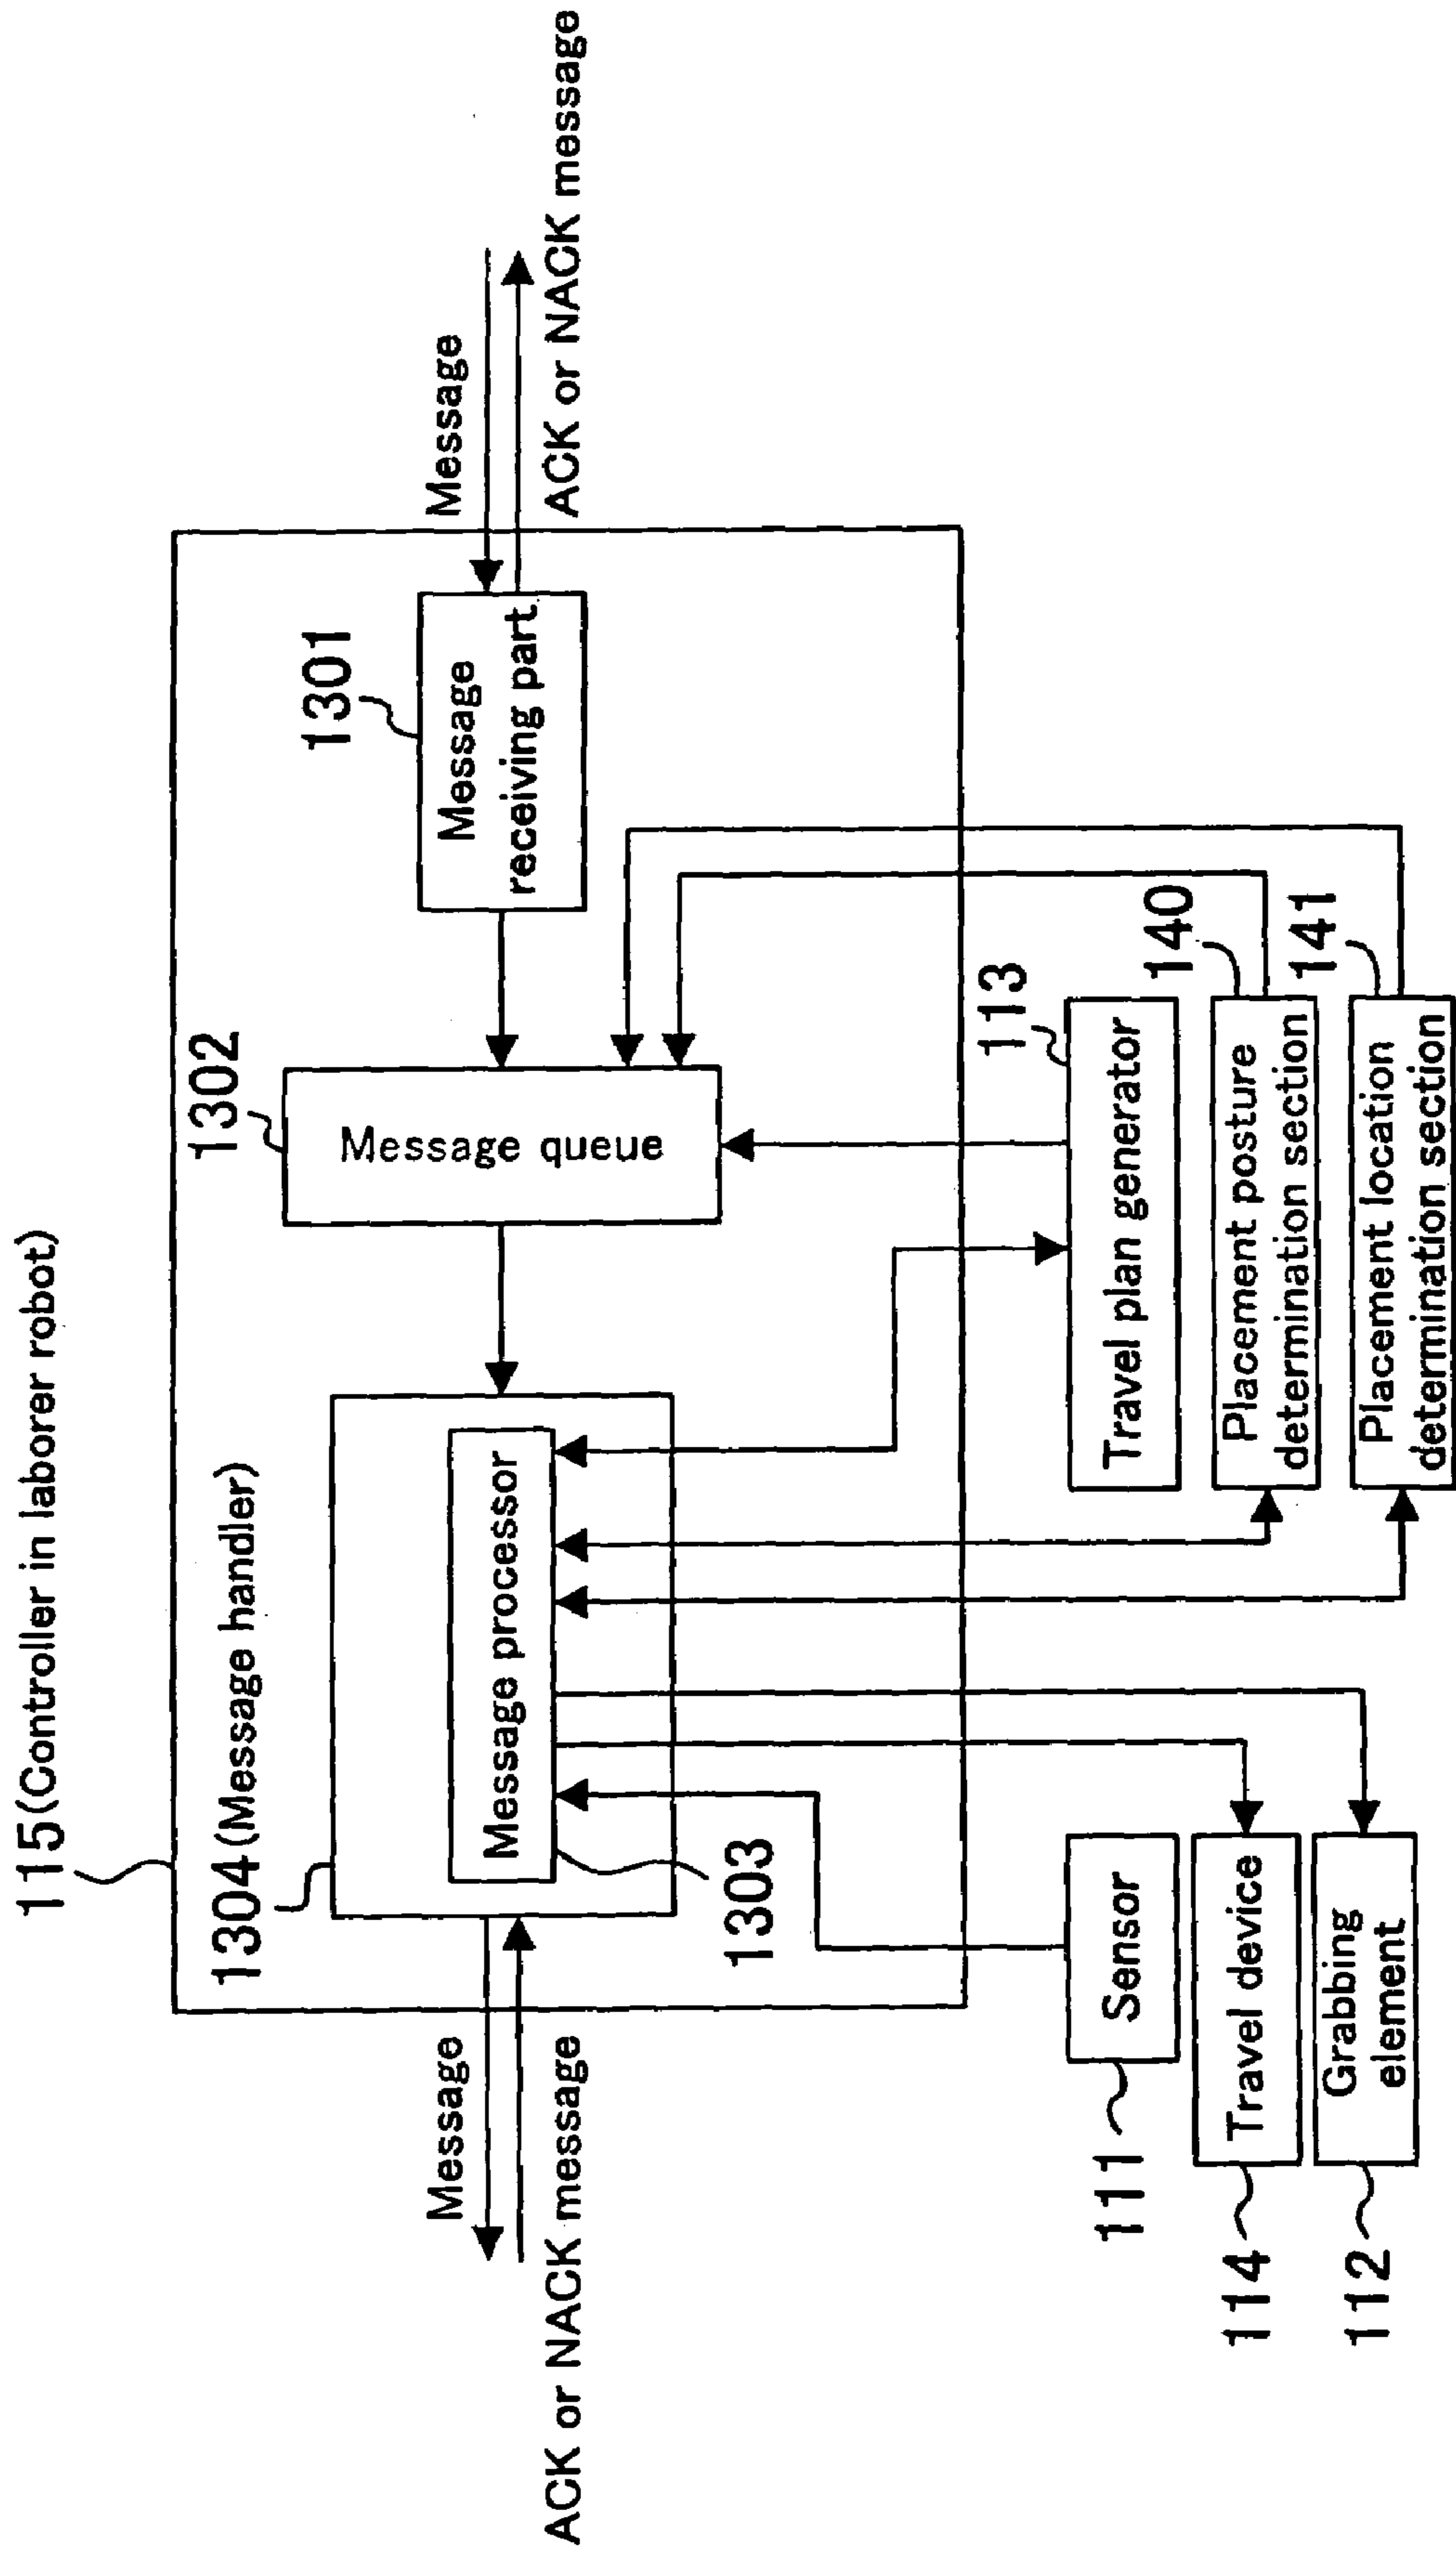 115(Controller in laborer robot)
1304(Message handler)
1302
1301
Message
ACK or NACK message
Message processor
1303
Message queue
Message
receiving part
Message
ACK or NACK message
111
Sensor
114
Travel device
112
Grabbing
element
113
Travel plan generator
140
Placement posture
determination section
141
Placement location
determination section